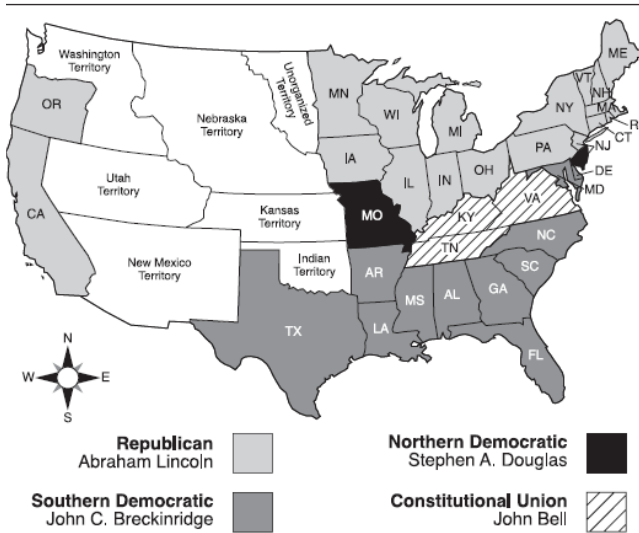 Washington
Territory
OR
CA
Nebraska
Territory
Unorganized
Territory
Utah
Territory
New Mexico
Territory
Kansas
Territory
Indian
Territory
MN
WI
MI
IA
IL
IN
OH
MO
KY
TN
VA
PA
NY
VT
NH
ME
MA
R
CT
NJ
DE
MD
NC
SC
GA
AL
MS
AR
LA
TX
FL
N
W
E
S
Republican
Abraham Lincoln
Northern Democratic
Stephen A. Douglas
Southern Democratic
John C. Breckinridge
Constitutional Union
John Bell